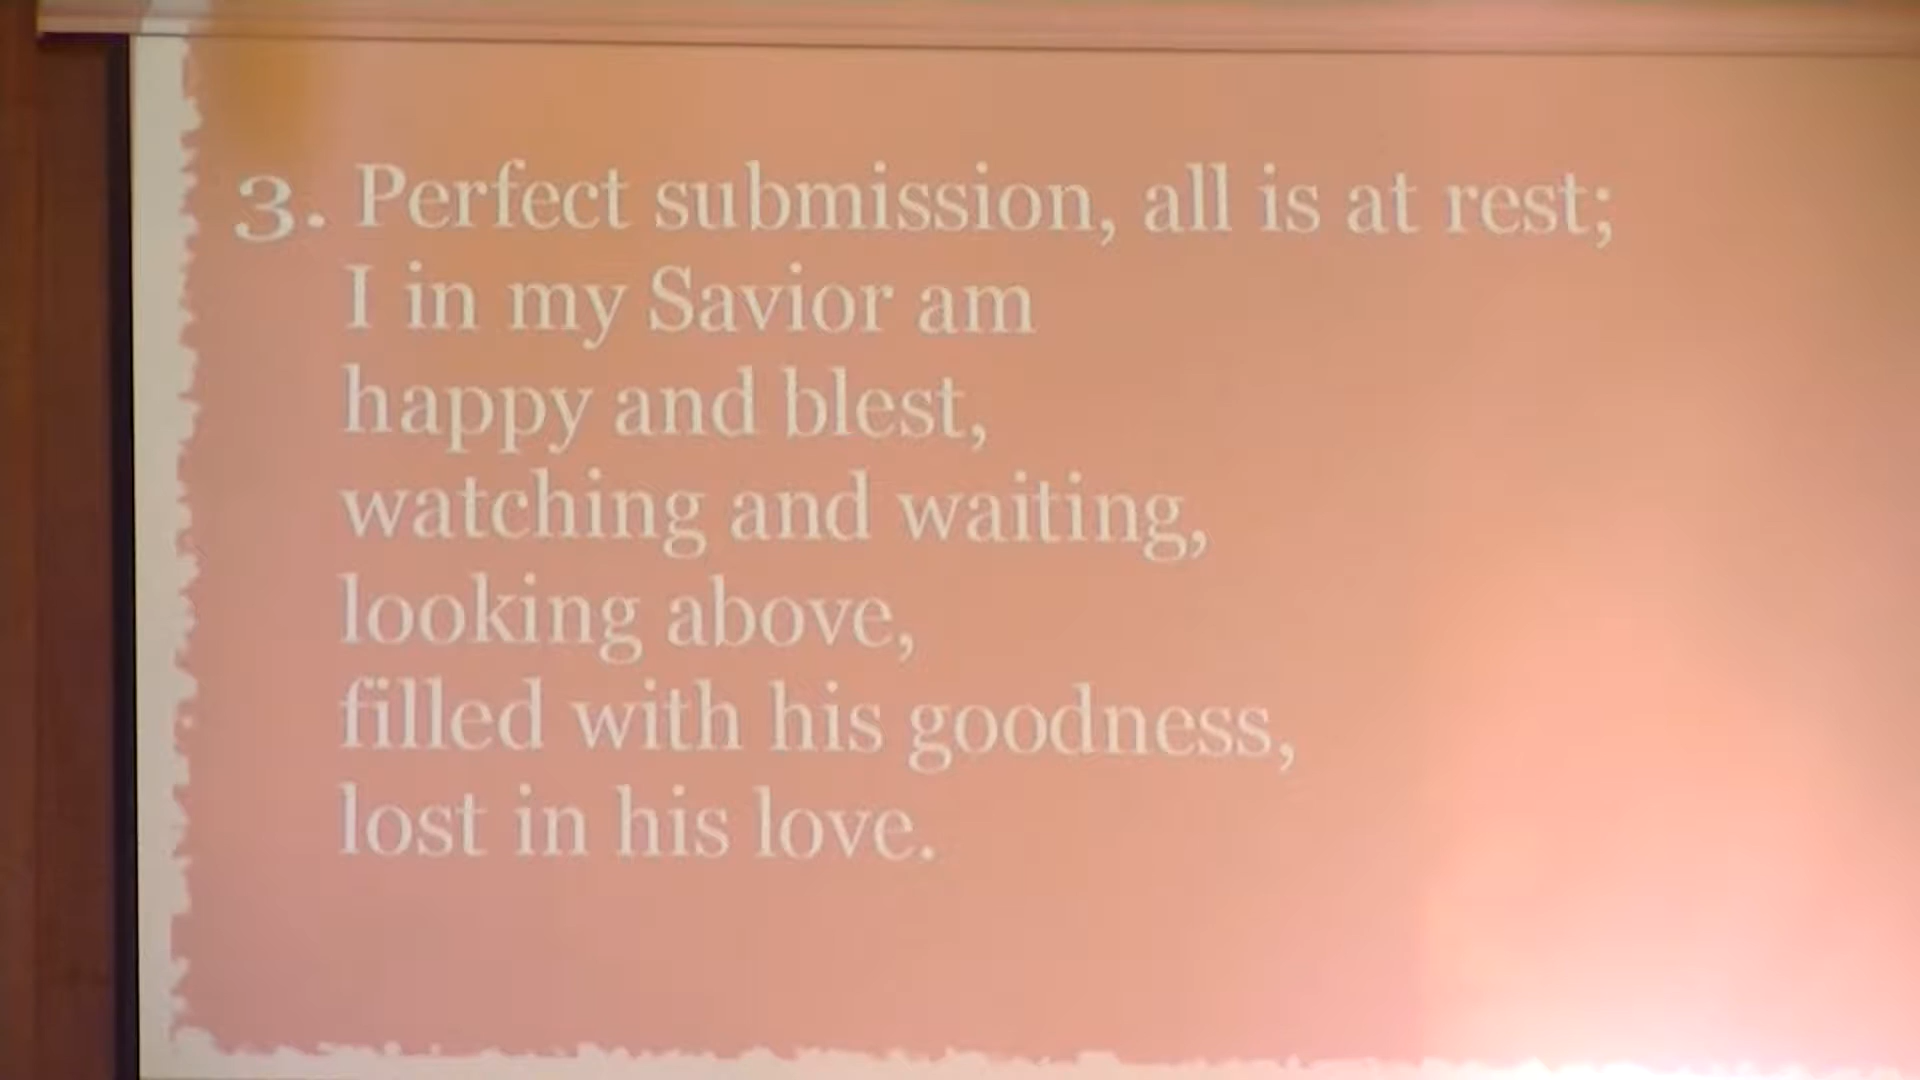 3. Perfect submission, all is at rest;
I in my Savior am
happy and blest,
watching and waiting,
looking above,
filled with his goodness,
lost in his love.